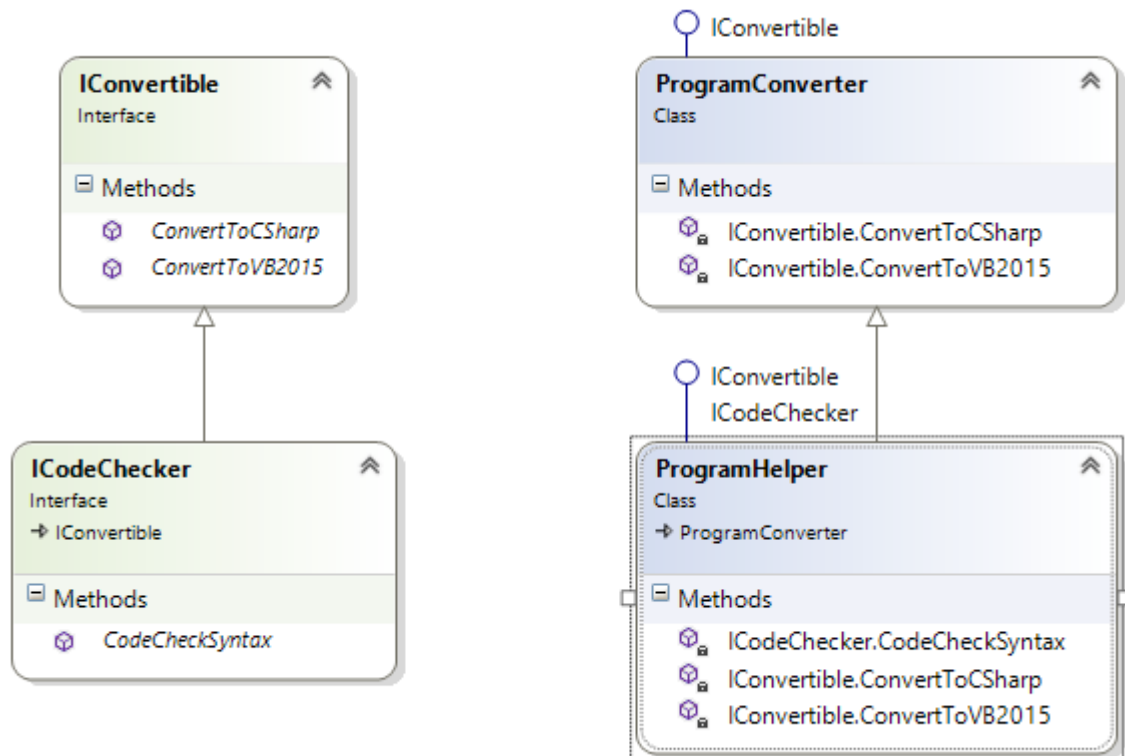 IConvertible
Interface
Methods
ConvertToCSharp
ConvertToVB2015
ICodeChecker
Interface
IConvertible
Methods
CodeCheckSyntax
IConvertible
ProgramConverter
Class
Methods
IConvertible.ConvertToCSharp
IConvertible.ConvertToVB2015
IConvertible
ICodeChecker
ProgramHelper
Class
ProgramConverter
Methods
ICodeChecker.CodeCheckSyntax
IConvertible.ConvertToCSharp
IConvertible.ConvertToVB2015